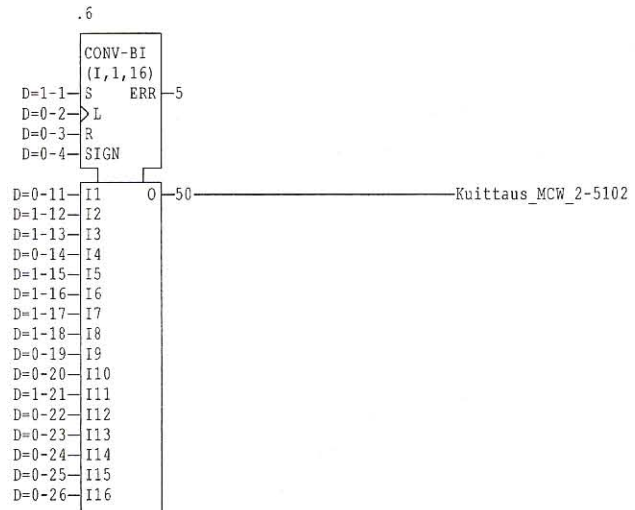 .6
CONV-BI
(I,1,16)
D=1-1 S ERR 5
D=0-2 L
D=0-3 R
D=0-4 SIGN
D=0-11 I1 O 50 Kuittaus_MCW_2-5102
D=1-12 I2
D=1-13 I3
D=0-14 I4
D=1-15 I5
D=1-16 I6
D=1-17 I7
D=1-18 I8
D=0-19 I9
D=0-20 I10
D=1-21 I11
D=0-22 I12
D=0-23 I13
D=0-24 I14
D=0-25 I15
D=0-26 I16